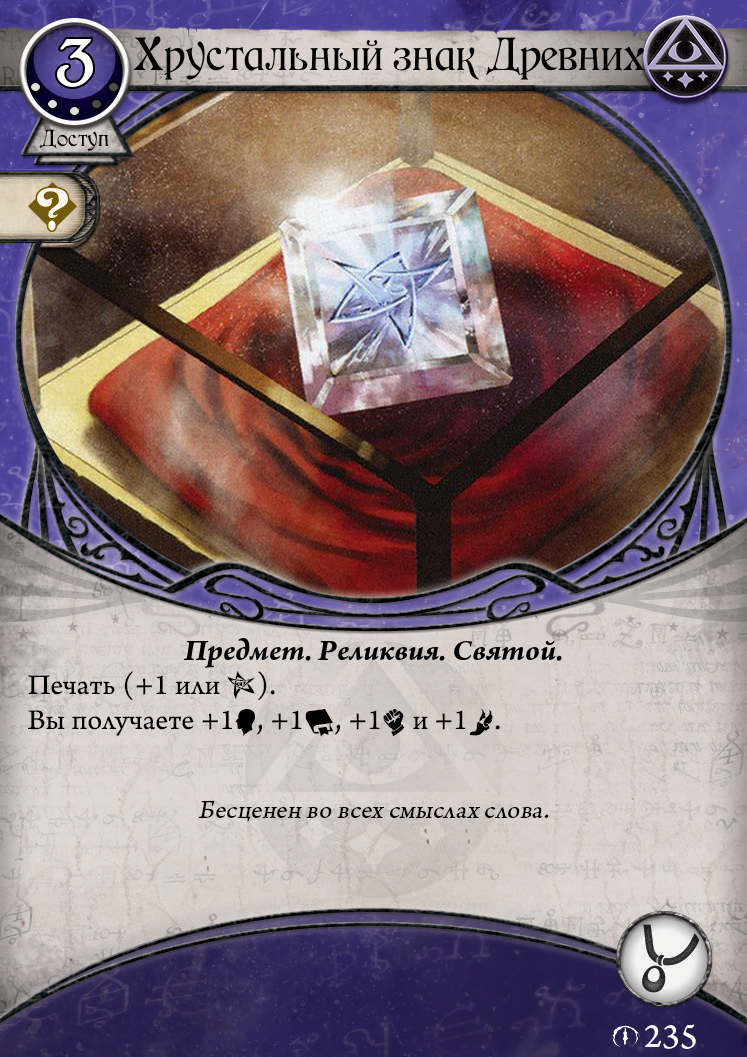 3
Хрустальный знак Древних
Доступ
?
Предмет. Реликвия. Святой.
Печать (+1 или ).
Вы получаете +1, +1, +1 и +1.
Бесценен во всех смыслах слова.
235